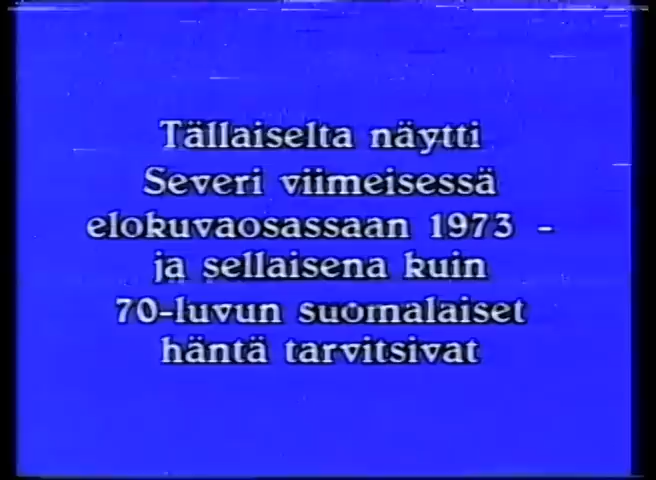 Tällaiselta näytti
Severi viimeisessä
elokuvaosassaan 1973 -
ja sellaisena kuin
70-luvun suomalaiset
häntä tarvitsivat